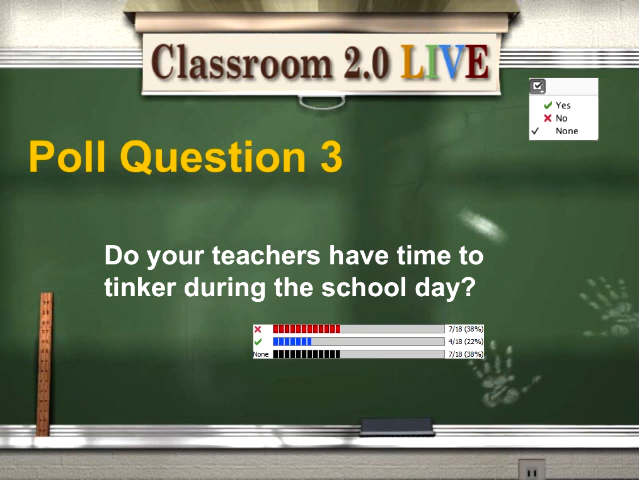 Classroom 2.0 LIVE
Yes
No
None
Poll Question 3
Do your teachers have time to
tinker during the school day?
7/18 (38%)
4/18 (22%)
None 7/18 (38%)